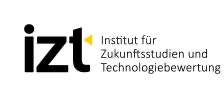 izt
Institut für
Zukunftsstudien und
Technologiebewertung